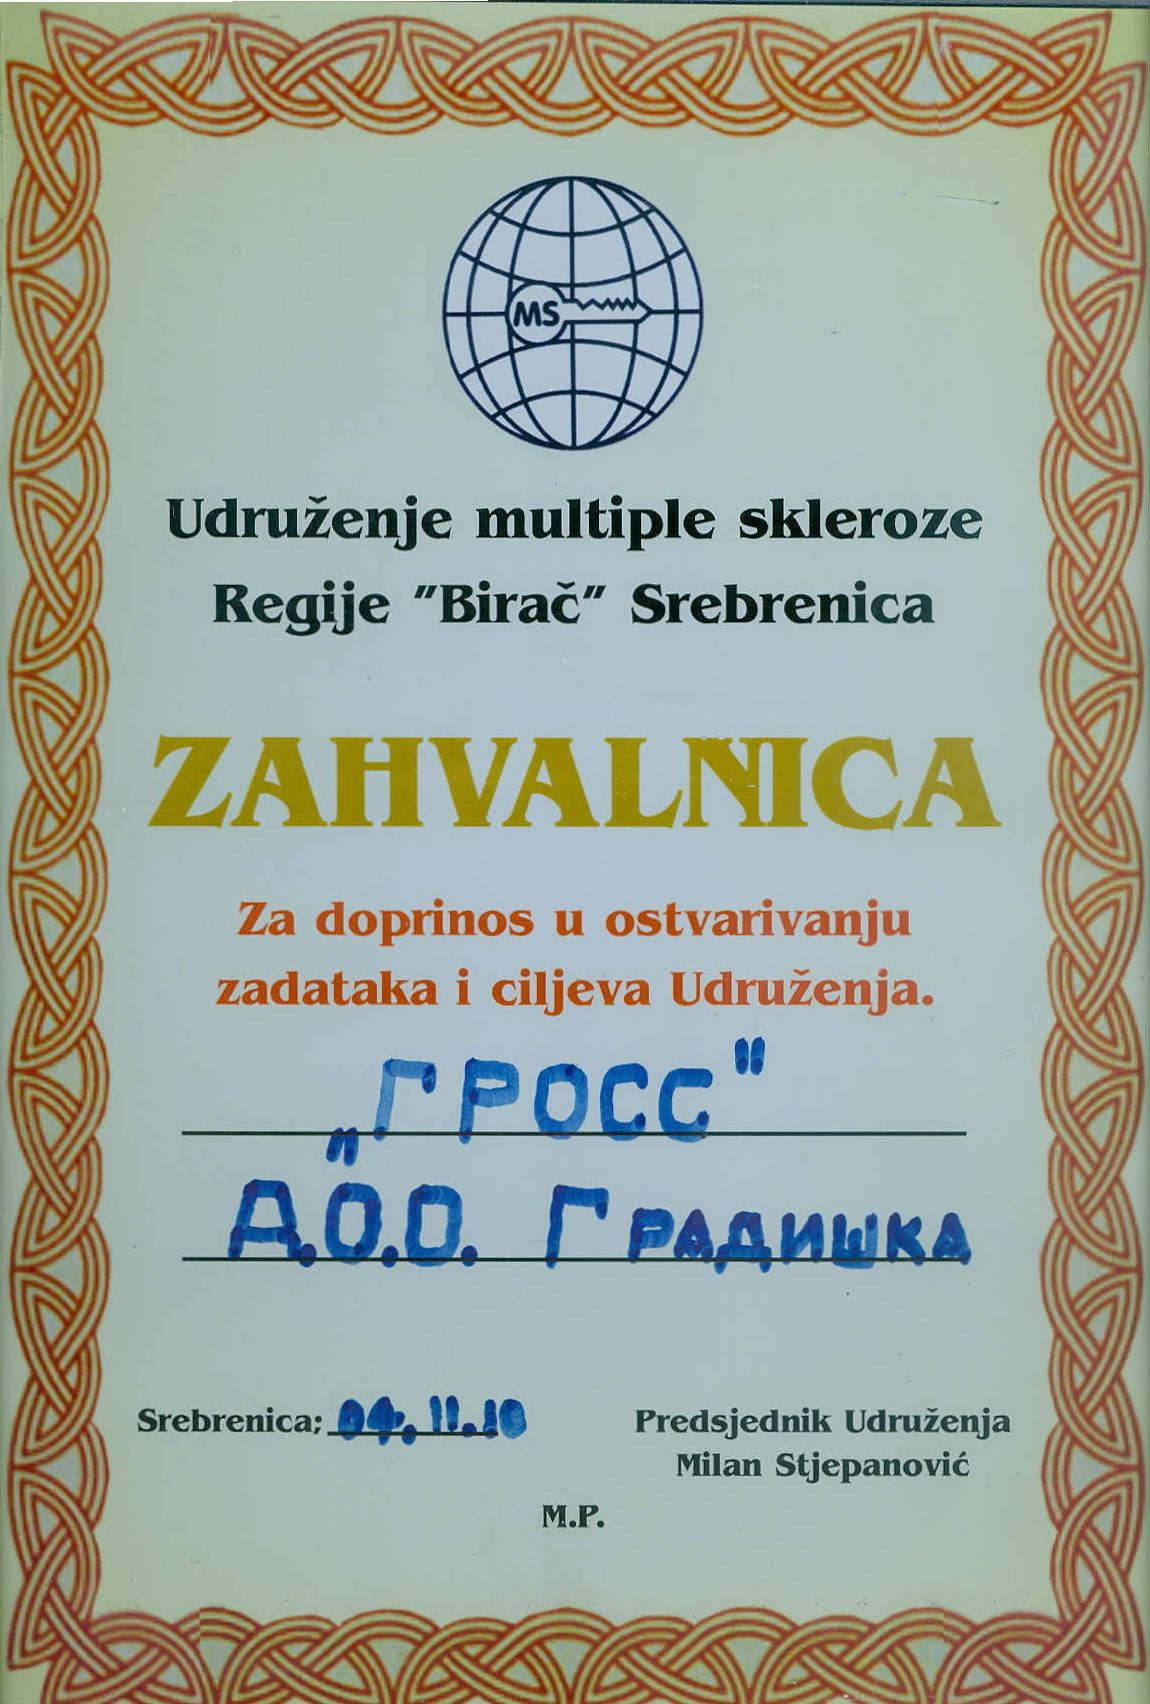 MS
Udruženje multiple skleroze
Regije "Birač" Srebrenica
ZAHVALNICA
Za doprinos u ostvarivanju
zadataka i ciljeva Udruženja.
„ГРОСС"
Д.О.О. Градишка
Srebrenica; 04.11.10
Predsjednik Udruženja
Milan Stjepanović
M.P.